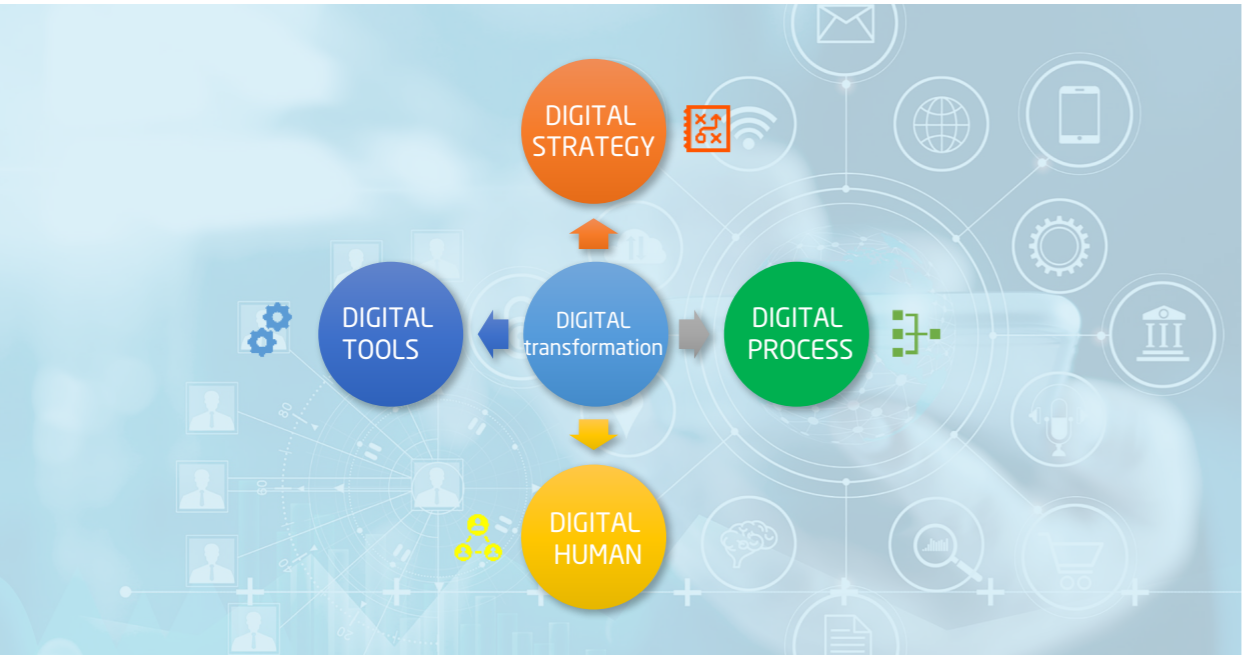 DIGITAL
STRATEGY
DIGITAL
TOOLS
DIGITAL
transformation
DIGITAL
PROCESS
DIGITAL
HUMAN